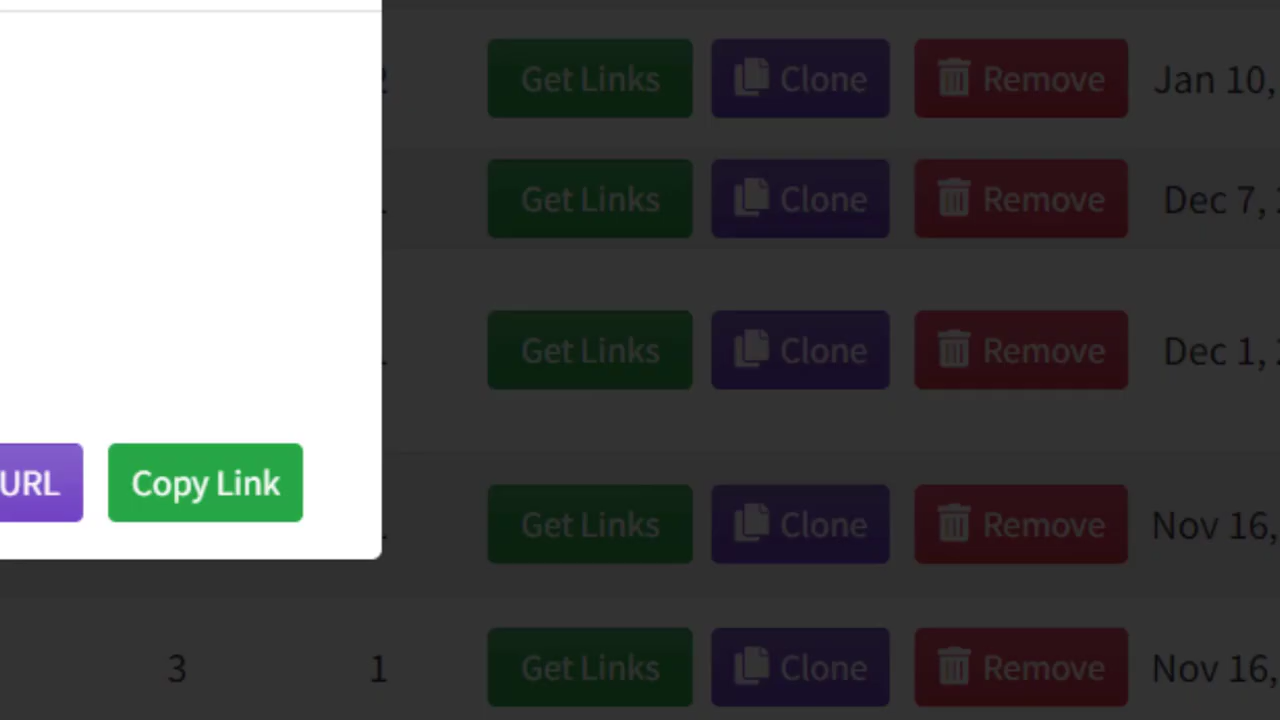 Get Links Clone Remove Jan 10,
Get Links Clone Remove Dec 7,
Get Links Clone Remove Dec 1,
URL Copy Link
Get Links Clone Remove Nov 16,
3 1 Get Links Clone Remove Nov 16,